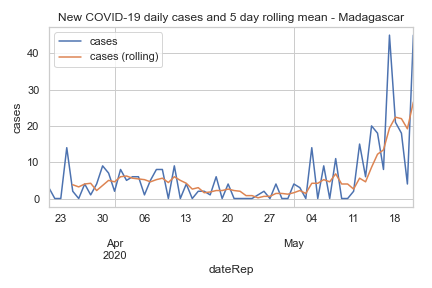 New COVID-19 daily cases and 5 day rolling mean - Madagascar
cases
cases (rolling)
cases
40
30
20
10
0
23 30 06 13 20 27 04 11 18
Apr May
2020
dateRep